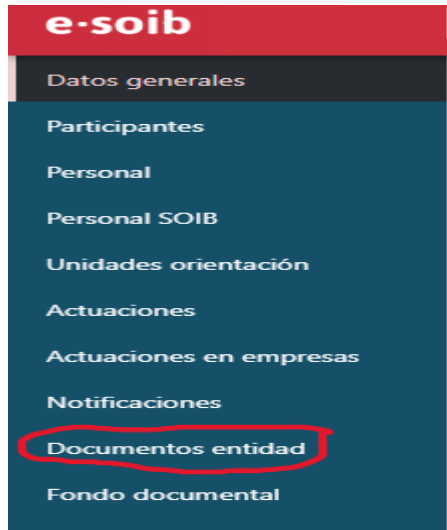 e-soib
Datos generales
Participantes
Personal
Personal SOIB
Unidades orientación
Actuaciones
Actuaciones en empresas
Notificaciones
Documentos entidad
Fondo documental